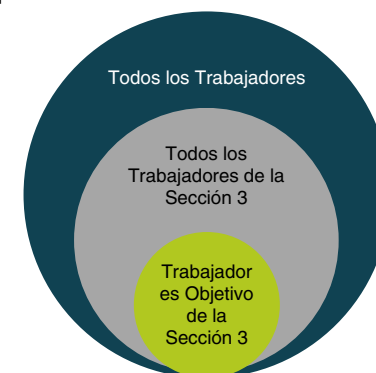 Todos los Trabajadores
Todos los
Trabajadores de la
Sección 3
Trabajador
es Objetivo
de la
Sección 3